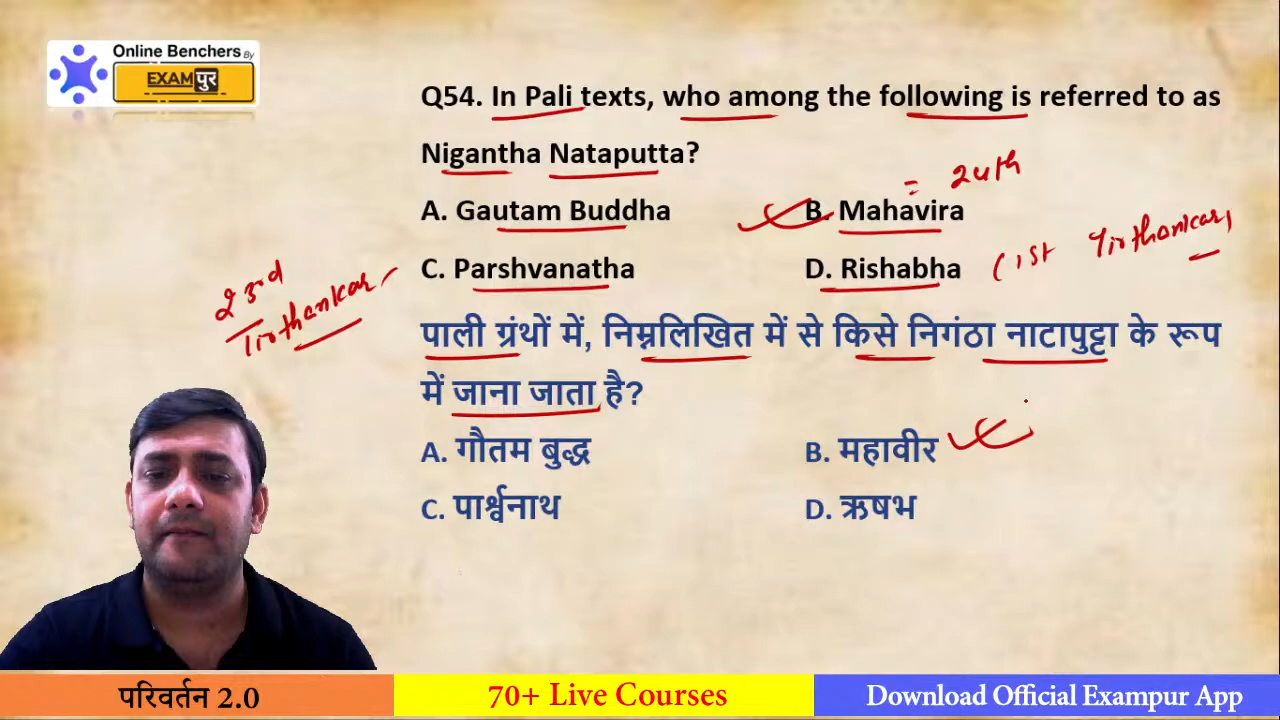 Online Benchers By
EXAMपुर
Q54. In Pali texts, who among the following is referred to as
Nigantha Nataputta?
= 24th
A. Gautam Buddha B. Mahavira
C. Parshvanatha D. Rishabha (1st Tirthankar)
23rd
Tirthankar
पाली ग्रंथों में, निम्नलिखित में से किसे निगंठा नाटापुट्टा के रूप
में जाना जाता है?
A. गौतम बुद्ध B. महावीर
C. पार्श्वनाथ D. ऋषभ
परिवर्तन 2.0 70+ Live Courses Download Official Exampur App